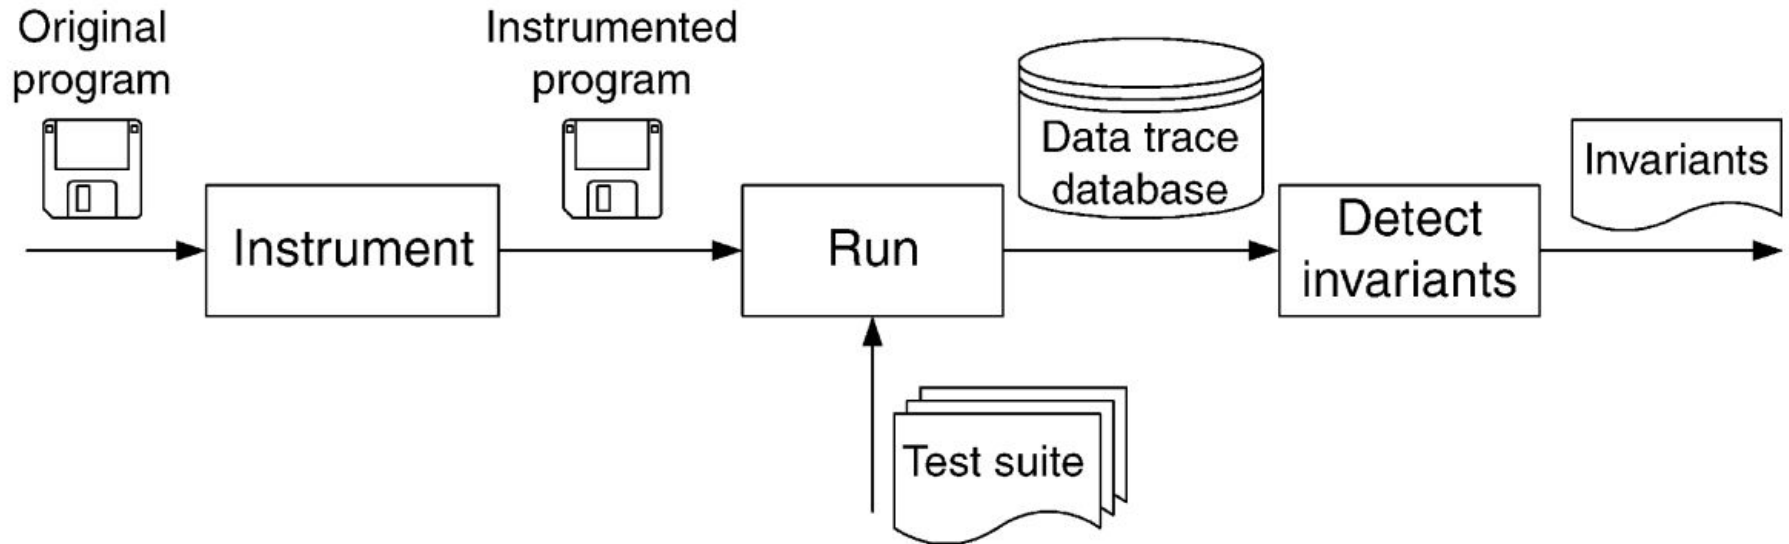 Original
program
Instrumented
program
Data trace
database
Invariants
Instrument
Run
Detect
invariants
Test suite